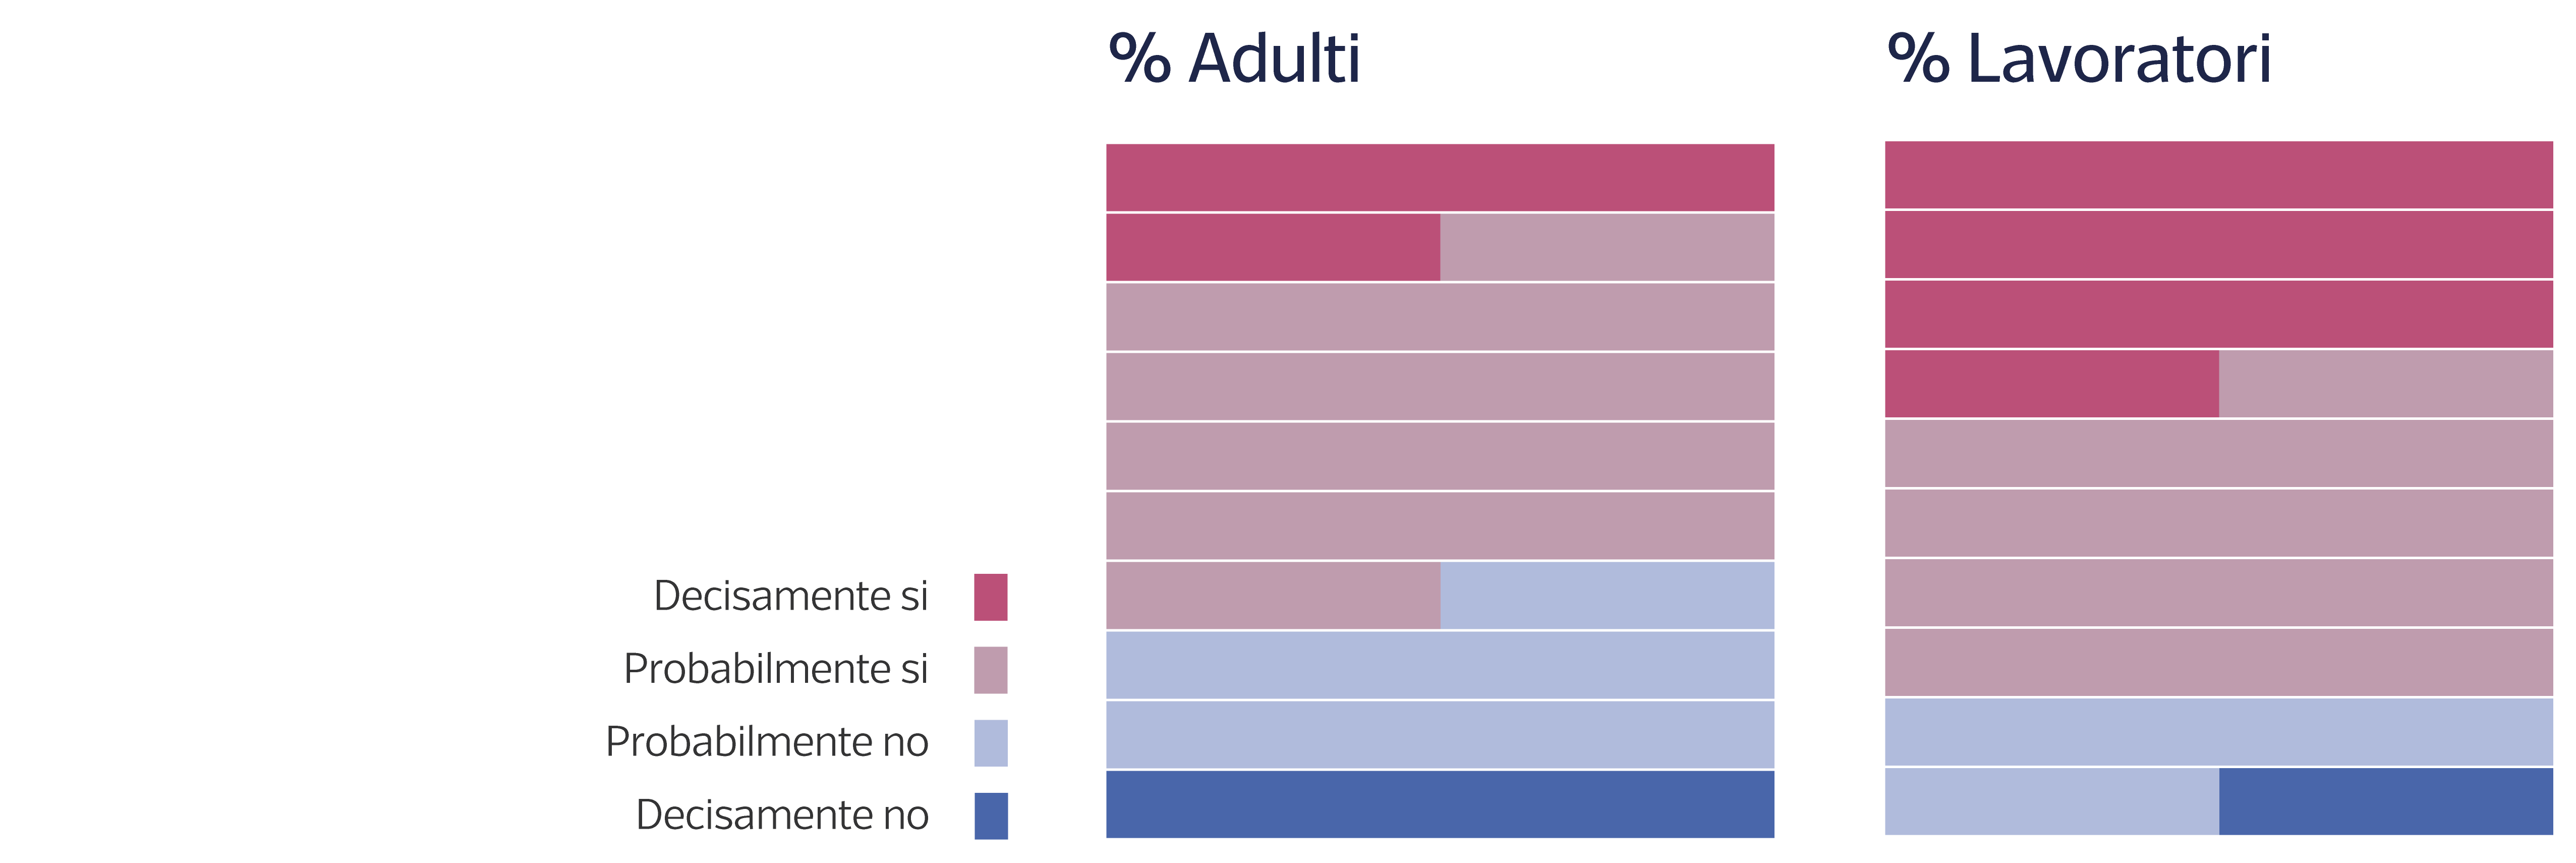 % Adulti
% Lavoratori
Decisamente si
Probabilmente si
Probabilmente no
Decisamente no